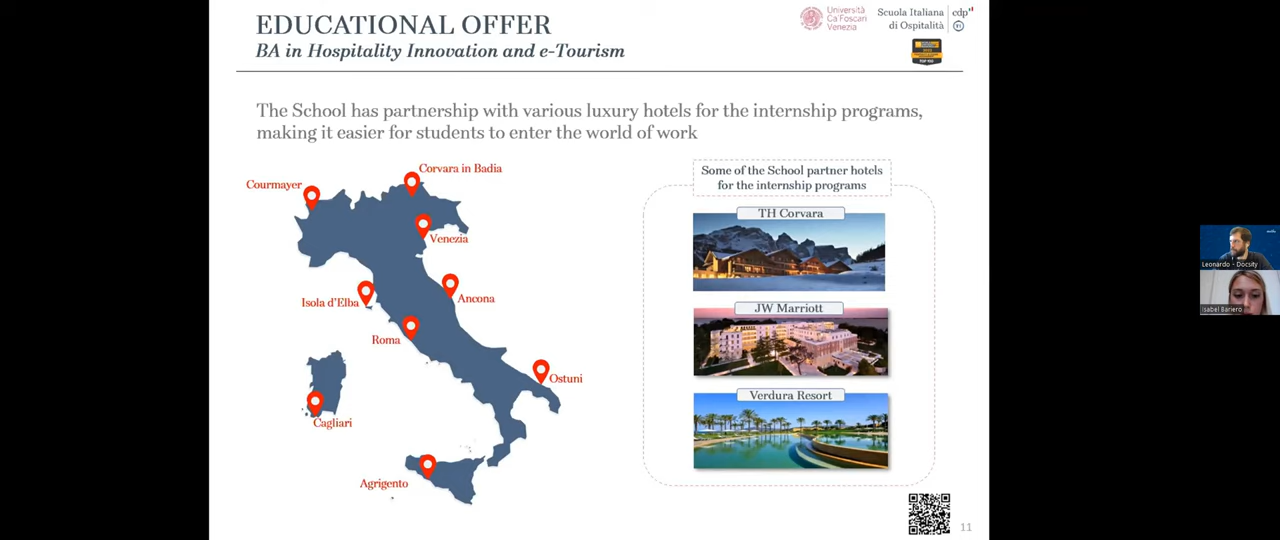 EDUCATIONAL OFFER
BA in Hospitality Innovation and e-Tourism
Università
Ca'Foscari
Venezia
Scuola Italiana
di Ospitalità
cdp
The School has partnership with various luxury hotels for the internship programs,
making it easier for students to enter the world of work
Corvara in Badia
Courmayer
Venezia
Isola d'Elba
Ancona
Roma
Ostuni
Cagliari
Agrigento
Some of the School partner hotels
for the internship programs
TH Corvara
JW Marriott
Verdura Resort
11
Leonardo - Docsity
Isabel Bariero